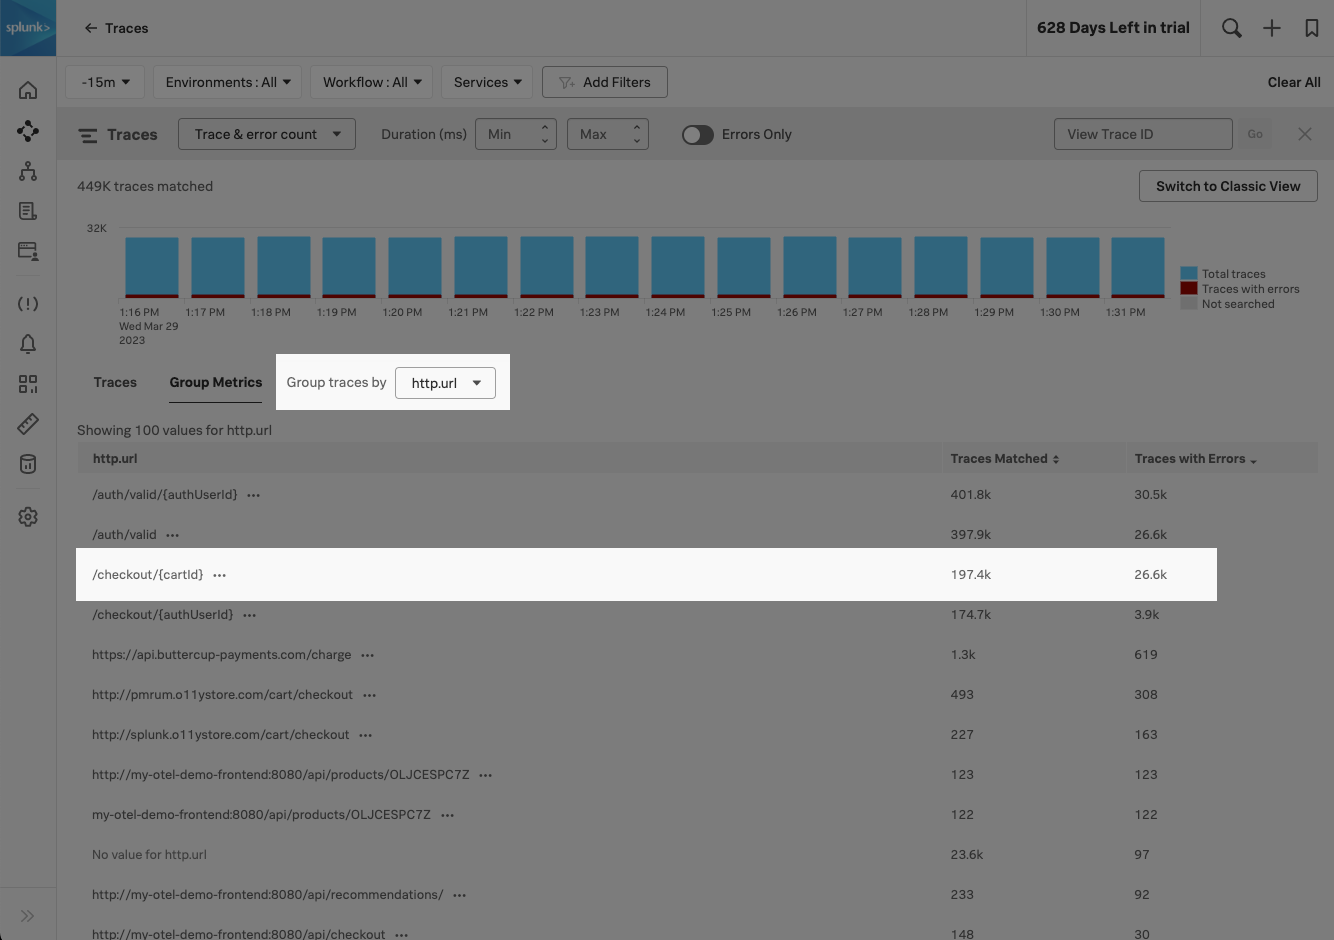 splunk>
Traces
628 Days Left in trial
-15m
Environments : All
Workflow : All
Services
Add Filters
Clear All
Traces
Trace & error count
Duration (ms)
Min
Max
Errors Only
View Trace ID
Go
449K traces matched
Switch to Classic View
32K
1:16 PM 1:17 PM 1:18 PM 1:19 PM 1:20 PM 1:21 PM 1:22 PM 1:23 PM 1:24 PM 1:25 PM 1:26 PM 1:27 PM 1:28 PM 1:29 PM 1:30 PM 1:31 PM
Wed Mar 29
2023
Total traces
Traces with errors
Not searched
Traces
Group Metrics
Group traces by
http.url
Showing 100 values for http.url
http.url Traces Matched Traces with Errors
/auth/valid/{authUserId} ••• 401.8k 30.5k
/auth/valid ••• 397.9k 26.6k
/checkout/{cartId} ••• 197.4k 26.6k
/checkout/{authUserId} ••• 174.7k 3.9k
https://api.buttercup-payments.com/charge ••• 1.3k 619
http://pmrum.o11ystore.com/cart/checkout ••• 493 308
http://splunk.o11ystore.com/cart/checkout ••• 227 163
http://my-otel-demo-frontend:8080/api/products/OLJCESPC7Z ••• 123 123
my-otel-demo-frontend:8080/api/products/OLJCESPC7Z ••• 122 122
No value for http.url 23.6k 97
http://my-otel-demo-frontend:8080/api/recommendations/ ••• 233 92
http://my-otel-demo-frontend:8080/api/checkout ••• 148 30